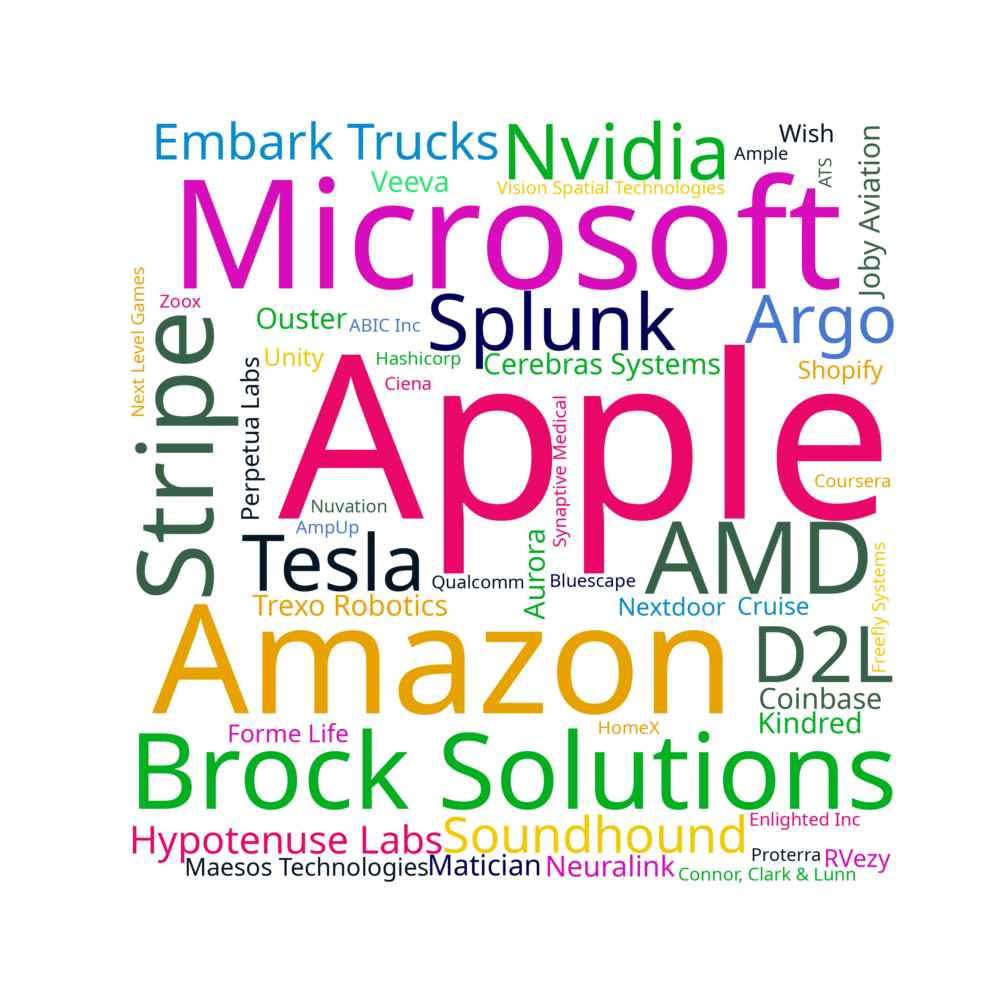 Embark Trucks
Nvidia
Wish
Ample
ATS
Joby Aviation
Veeva
Vision Spatial Technologies
Microsoft
Next Level Games
Zoox
Stripe
Ouster
ABIC Inc
Splunk
Argo
Unity
Hashicorp
Cerebras Systems
Shopify
Ciena
Perpetua Labs
Apple
Synaptive Medical
Coursera
Nuvation
AmpUp
Tesla
Qualcomm
Aurora
Bluescape
AMD
Freefly Systems
Trexo Robotics
Nextdoor
Cruise
Amazon
D2L
Coinbase
Kindred
Forme Life
HomeX
Brock Solutions
Hypotenuse Labs
Soundhound
Enlighted Inc
Maesos Technologies
Matician
Neuralink
Proterra
RVezy
Connor, Clark & Lunn